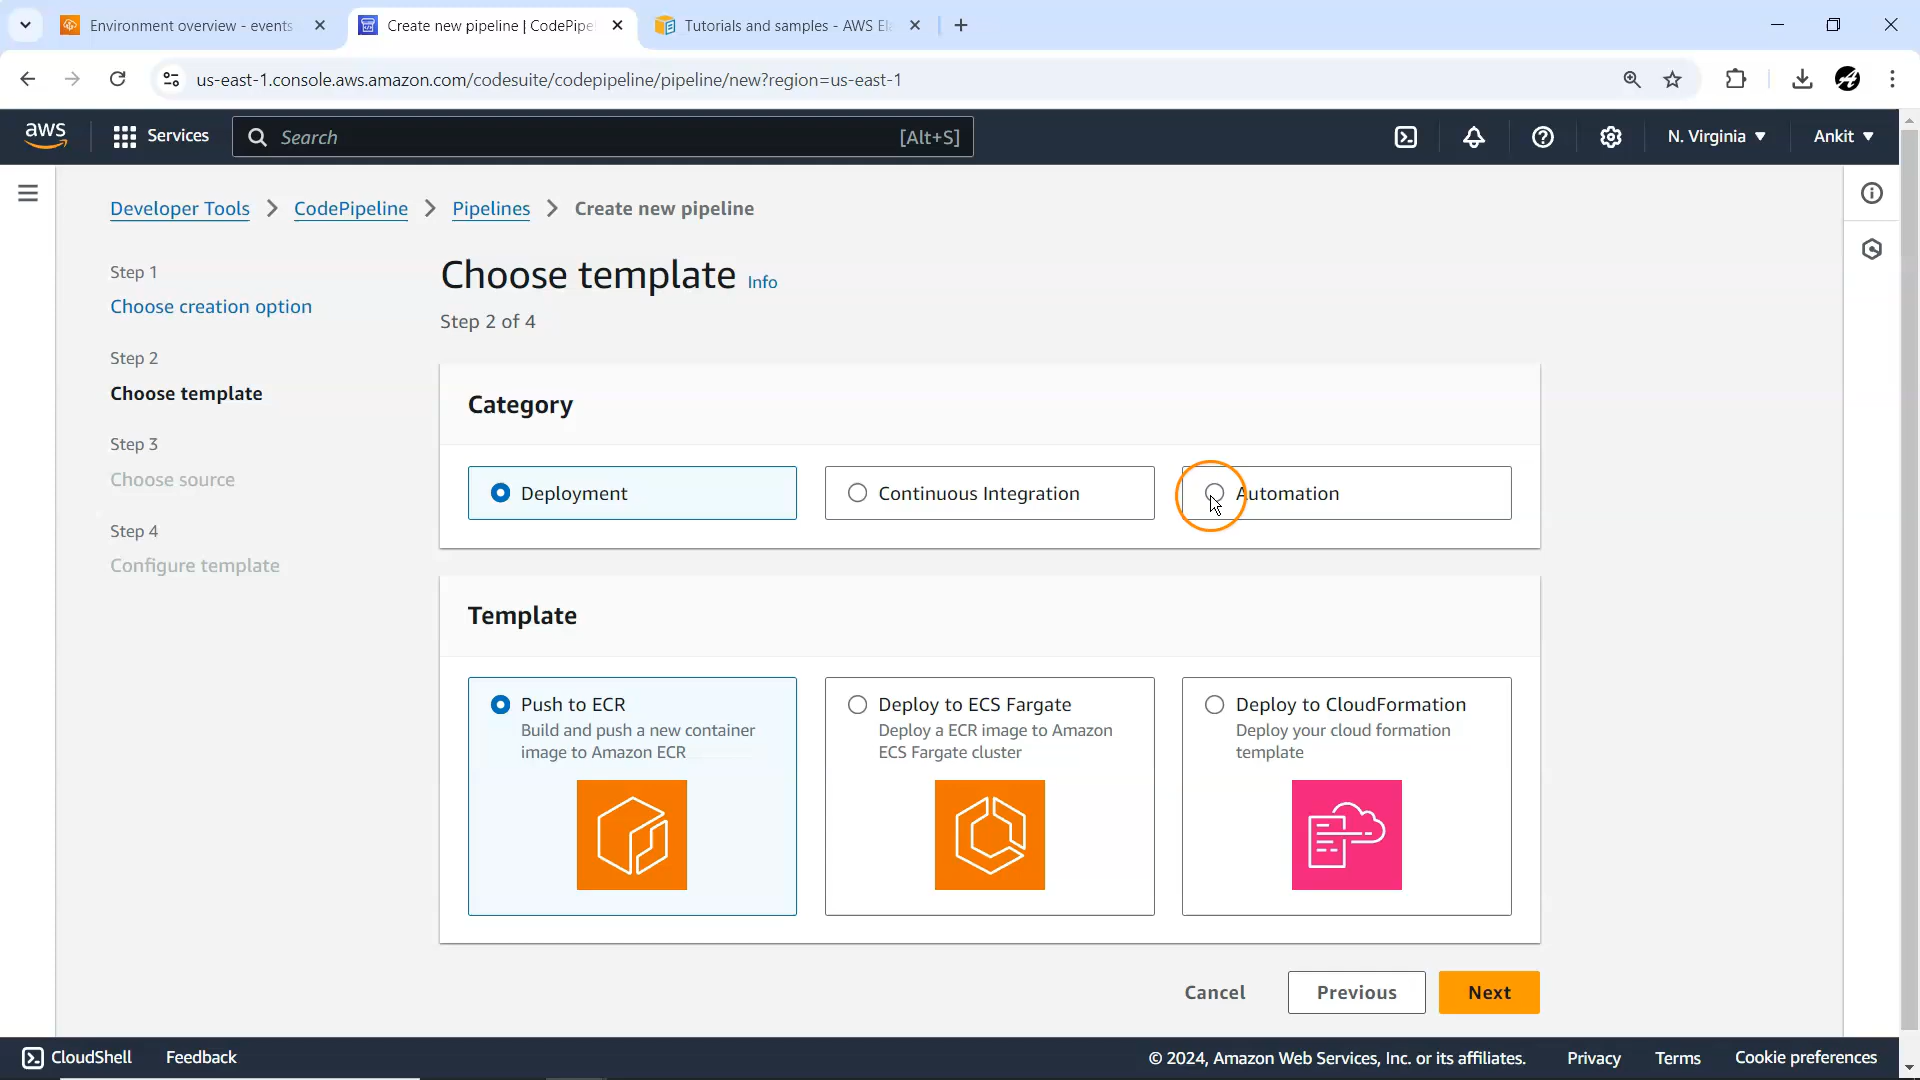 Environment overview - events
Create new pipeline | CodePipe
Tutorials and samples - AWS El
us-east-1.console.aws.amazon.com/codesuite/codepipeline/pipeline/new?region=us-east-1
aws
Services
Search
[Alt+S]
N. Virginia
Ankit
Developer Tools
CodePipeline
Pipelines
Create new pipeline
Step 1
Choose creation option
Step 2
Choose template
Step 3
Choose source
Step 4
Configure template
Choose template Info
Step 2 of 4
Category
Deployment
Continuous Integration
Automation
Template
Push to ECR
Build and push a new container
image to Amazon ECR
Deploy to ECS Fargate
Deploy a ECR image to Amazon
ECS Fargate cluster
Deploy to CloudFormation
Deploy your cloud formation
template
Cancel
Previous
Next
CloudShell
Feedback
© 2024, Amazon Web Services, Inc. or its affiliates.
Privacy
Terms
Cookie preferences